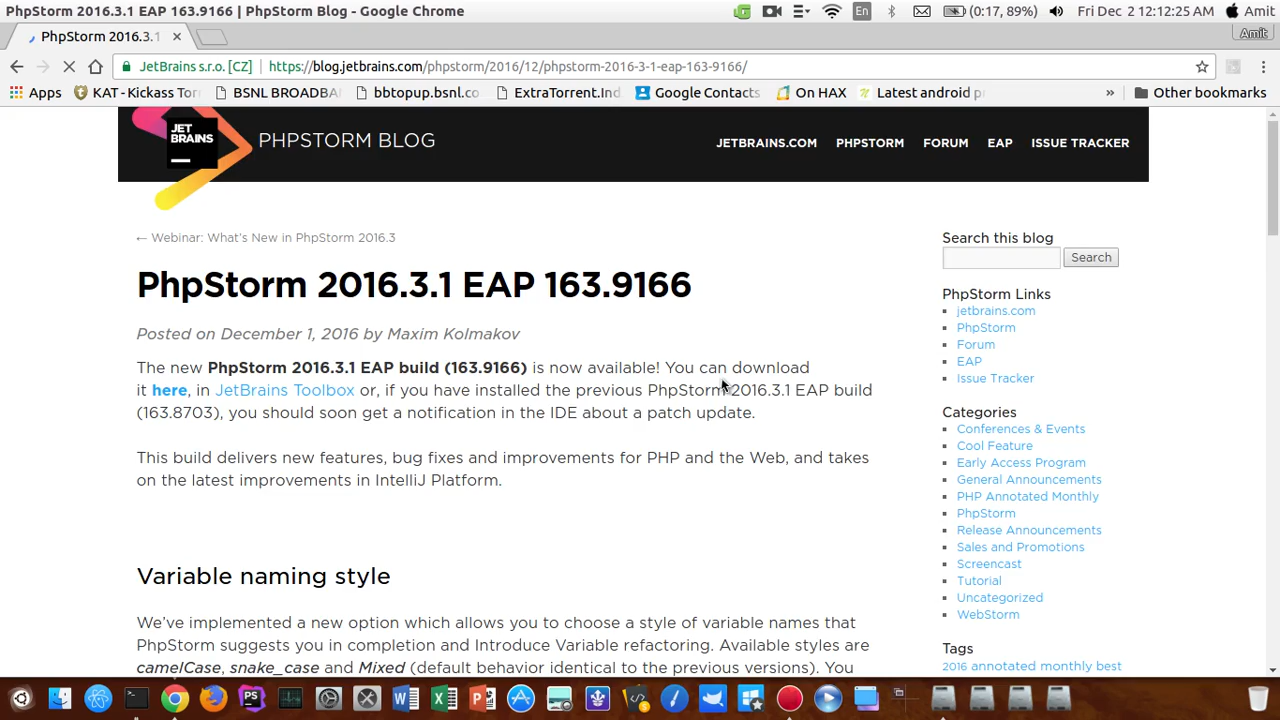 PhpStorm 2016.3.1 EAP 163.9166 | PhpStorm Blog - Google Chrome
En
(0:17, 89%)
Fri Dec 2 12:12:25 AM
Amit
PhpStorm 2016.3.1
Amit
JetBrains s.r.o. [CZ]
https://blog.jetbrains.com/phpstorm/2016/12/phpstorm-2016-3-1-eap-163-9166/
Apps
KAT - Kickass Tor
BSNL BROADBA
bbtopup.bsnl.co
ExtraTorrent.Ind
Google Contacts
On HAX
Latest android p
»
Other bookmarks
JET BRAINS
PHPSTORM BLOG
JETBRAINS.COM
PHPSTORM
FORUM
EAP
ISSUE TRACKER
← Webinar: What's New in PhpStorm 2016.3
PhpStorm 2016.3.1 EAP 163.9166
Posted on December 1, 2016 by Maxim Kolmakov
The new PhpStorm 2016.3.1 EAP build (163.9166) is now available! You can download
it here, in JetBrains Toolbox or, if you have installed the previous PhpStorm 2016.3.1 EAP build
(163.8703), you should soon get a notification in the IDE about a patch update.
This build delivers new features, bug fixes and improvements for PHP and the Web, and takes
on the latest improvements in IntelliJ Platform.
Variable naming style
We've implemented a new option which allows you to choose a style of variable names that
PhpStorm suggests you in completion and Introduce Variable refactoring. Available styles are
camelCase, snake_case and Mixed (default behavior identical to the previous versions). You
Search this blog
Search
PhpStorm Links
jetbrains.com
PhpStorm
Forum
EAP
Issue Tracker
Categories
Conferences & Events
Cool Feature
Early Access Program
General Announcements
PHP Annotated Monthly
PhpStorm
Release Announcements
Sales and Promotions
Screencast
Tutorial
Uncategorized
WebStorm
Tags
2016 annotated monthly best
PS